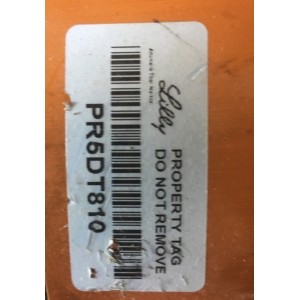 Lilly
Answers That Matter.
PROPERTY TAG
DO NOT REMOVE
PR5DT810